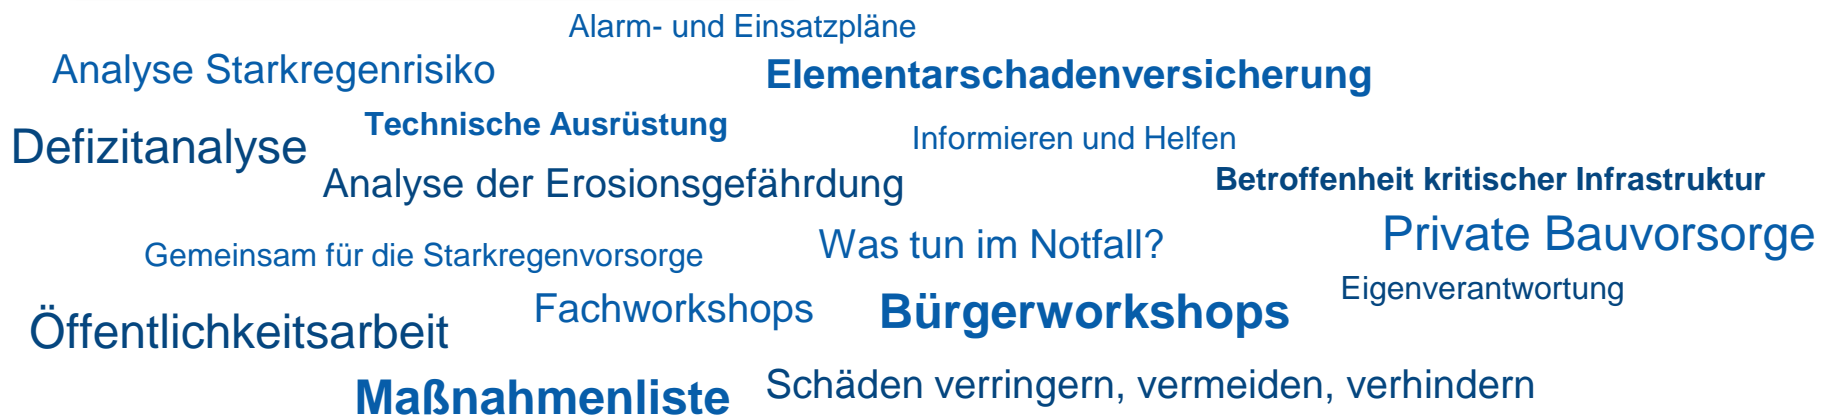 Alarm- und Einsatzpläne
Analyse Starkregenrisiko
Elementarschadenversicherung
Technische Ausrüstung
Defizitanalyse
Informieren und Helfen
Analyse der Erosionsgefährdung
Betroffenheit kritischer Infrastruktur
Private Bauvorsorge
Was tun im Notfall?
Gemeinsam für die Starkregenvorsorge
Eigenverantwortung
Fachworkshops
Bürgerworkshops
Öffentlichkeitsarbeit
Schäden verringern, vermeiden, verhindern
Maßnahmenliste